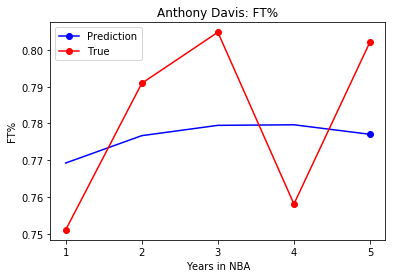 Anthony Davis: FT%
Prediction
True
0.80
0.79
0.78
0.77
0.76
0.75
FT%
1
2
3
4
5
Years in NBA